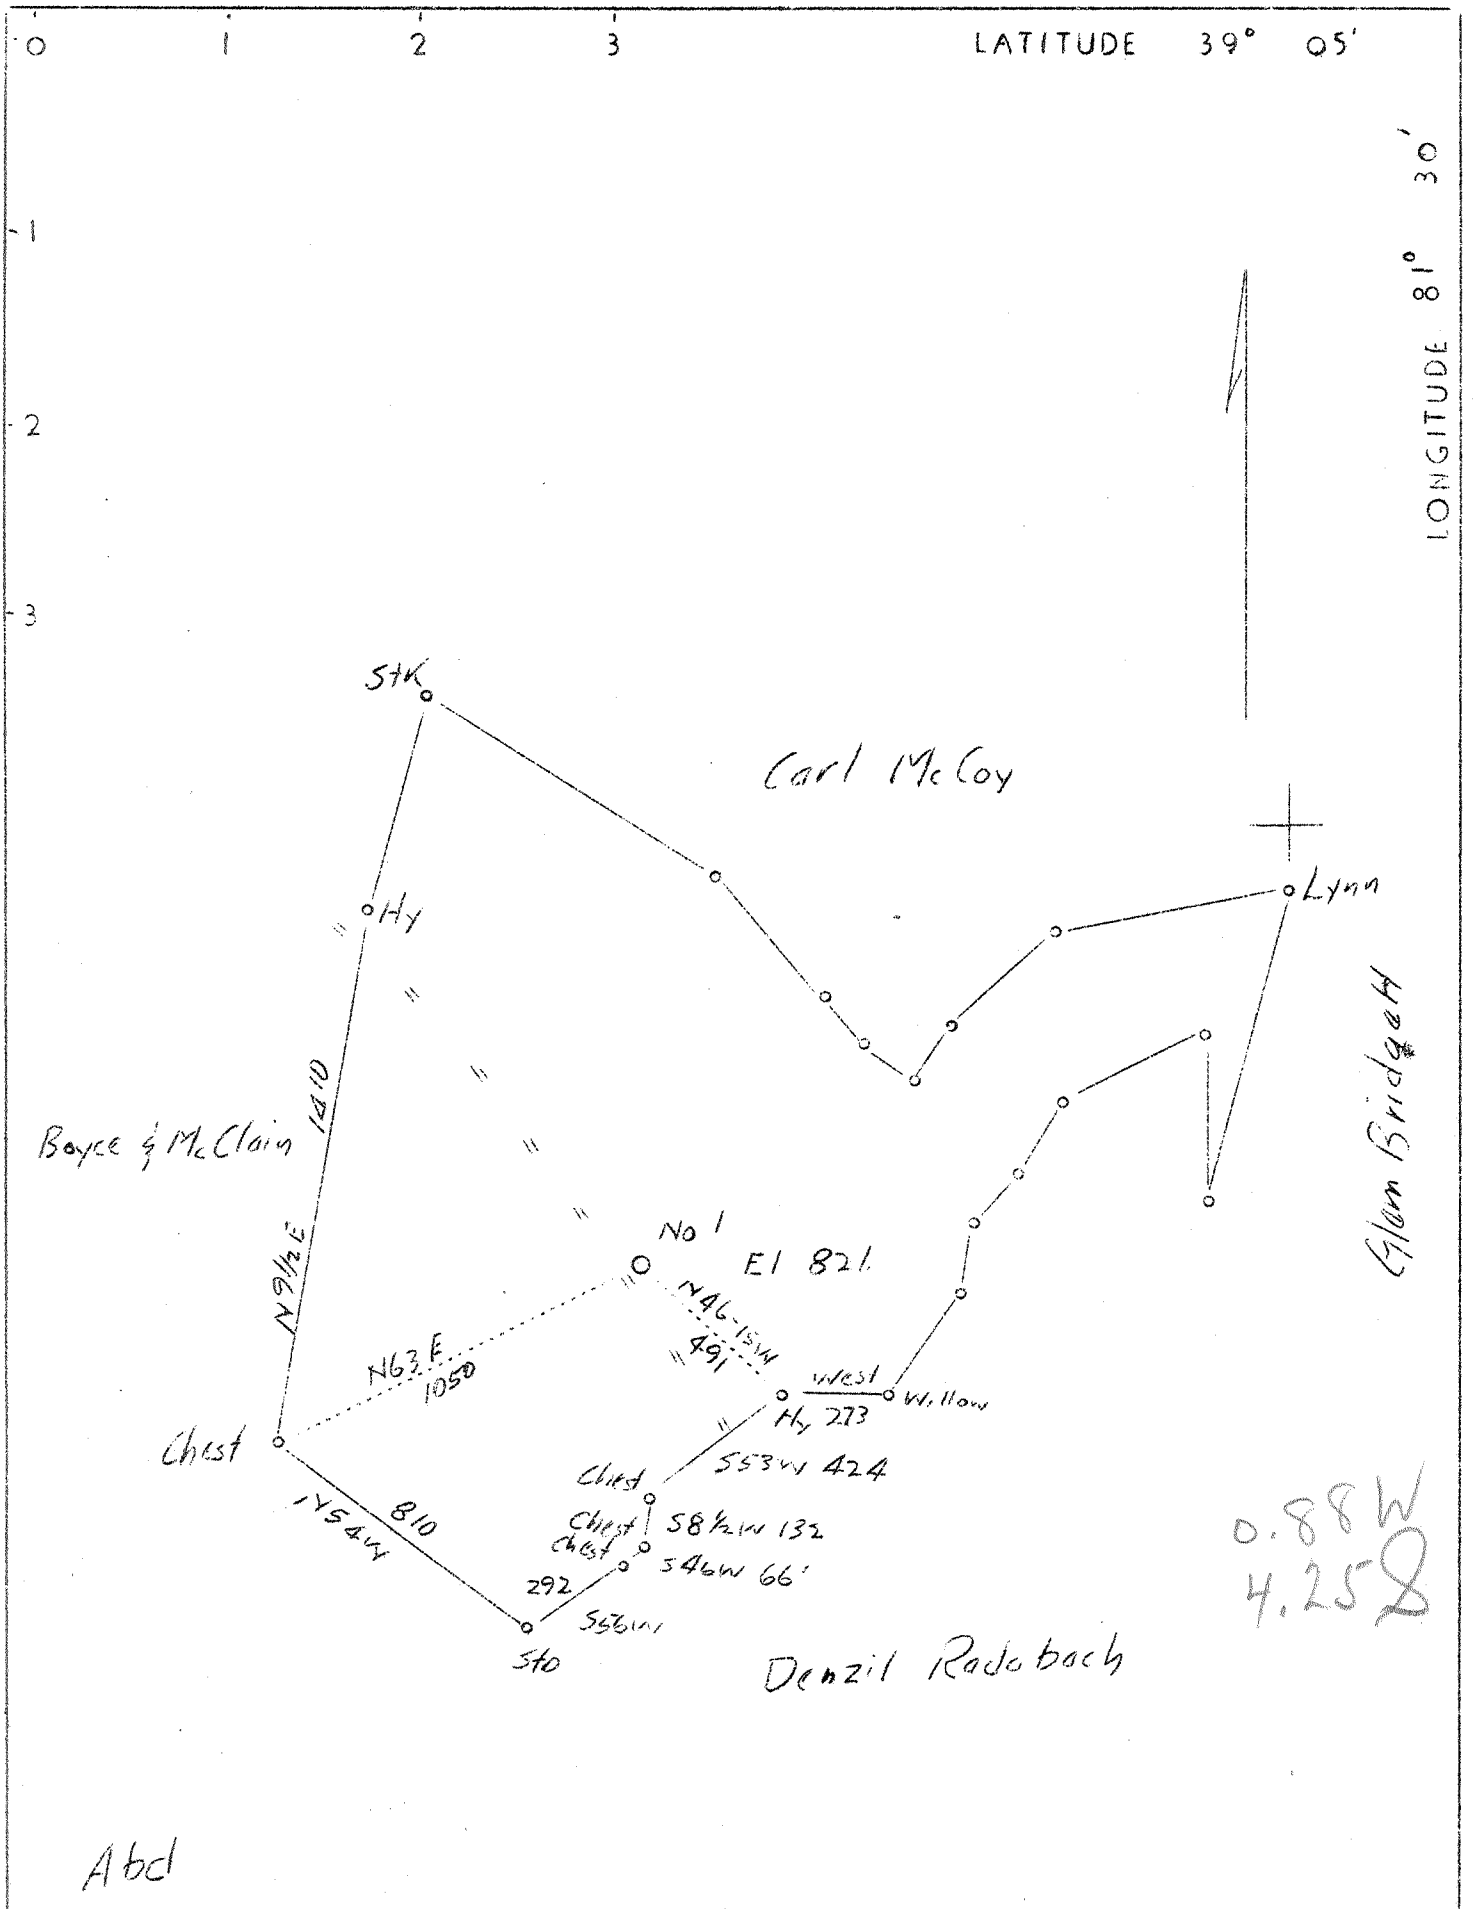 0 1 2 3 LATITUDE 39° 05'
LONGITUDE 81° 30'
1
2
3
Stk
Carl McCoy
Hy
Lynn
1410
N9½E
Boyce & McClain
No 1
El 821.
N46-15W
491
N63E
1050
West
Willow
Hy 273
Chest
S53W 424
Chest
Chest S8½W 132
Chest S46W 66'
810
N54W
292
S56W
Sto
Denzil Radabach
0.88W
4.25S
Abd